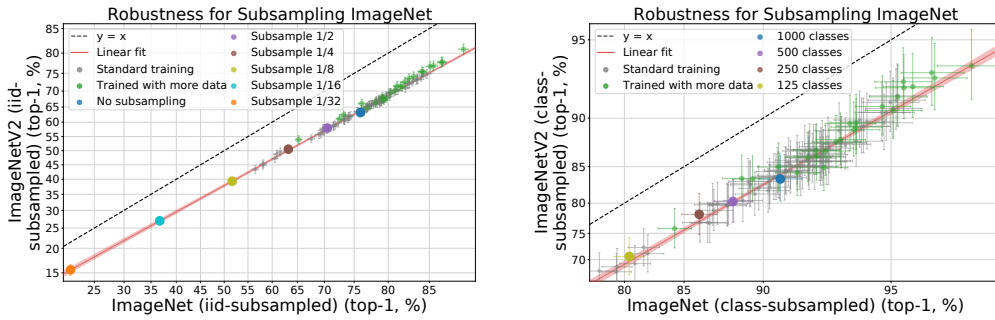 Robustness for Subsampling ImageNet
y = x
Linear fit
Standard training
Trained with more data
No subsampling
Subsample 1/2
Subsample 1/4
Subsample 1/8
Subsample 1/16
Subsample 1/32
85
80
75
70
65
60
55
50
45
40
35
30
25
20
15
ImageNetV2 (iid-
subsampled) (top-1, %)
25
30
35
40
45
50
55
60
65
70
75
80
85
ImageNet (iid-subsampled) (top-1, %)
Robustness for Subsampling ImageNet
y = x
Linear fit
Standard training
Trained with more data
1000 classes
500 classes
250 classes
125 classes
95
90
85
80
75
70
ImageNetV2 (class-
subsampled) (top-1, %)
80
85
90
95
ImageNet (class-subsampled) (top-1, %)